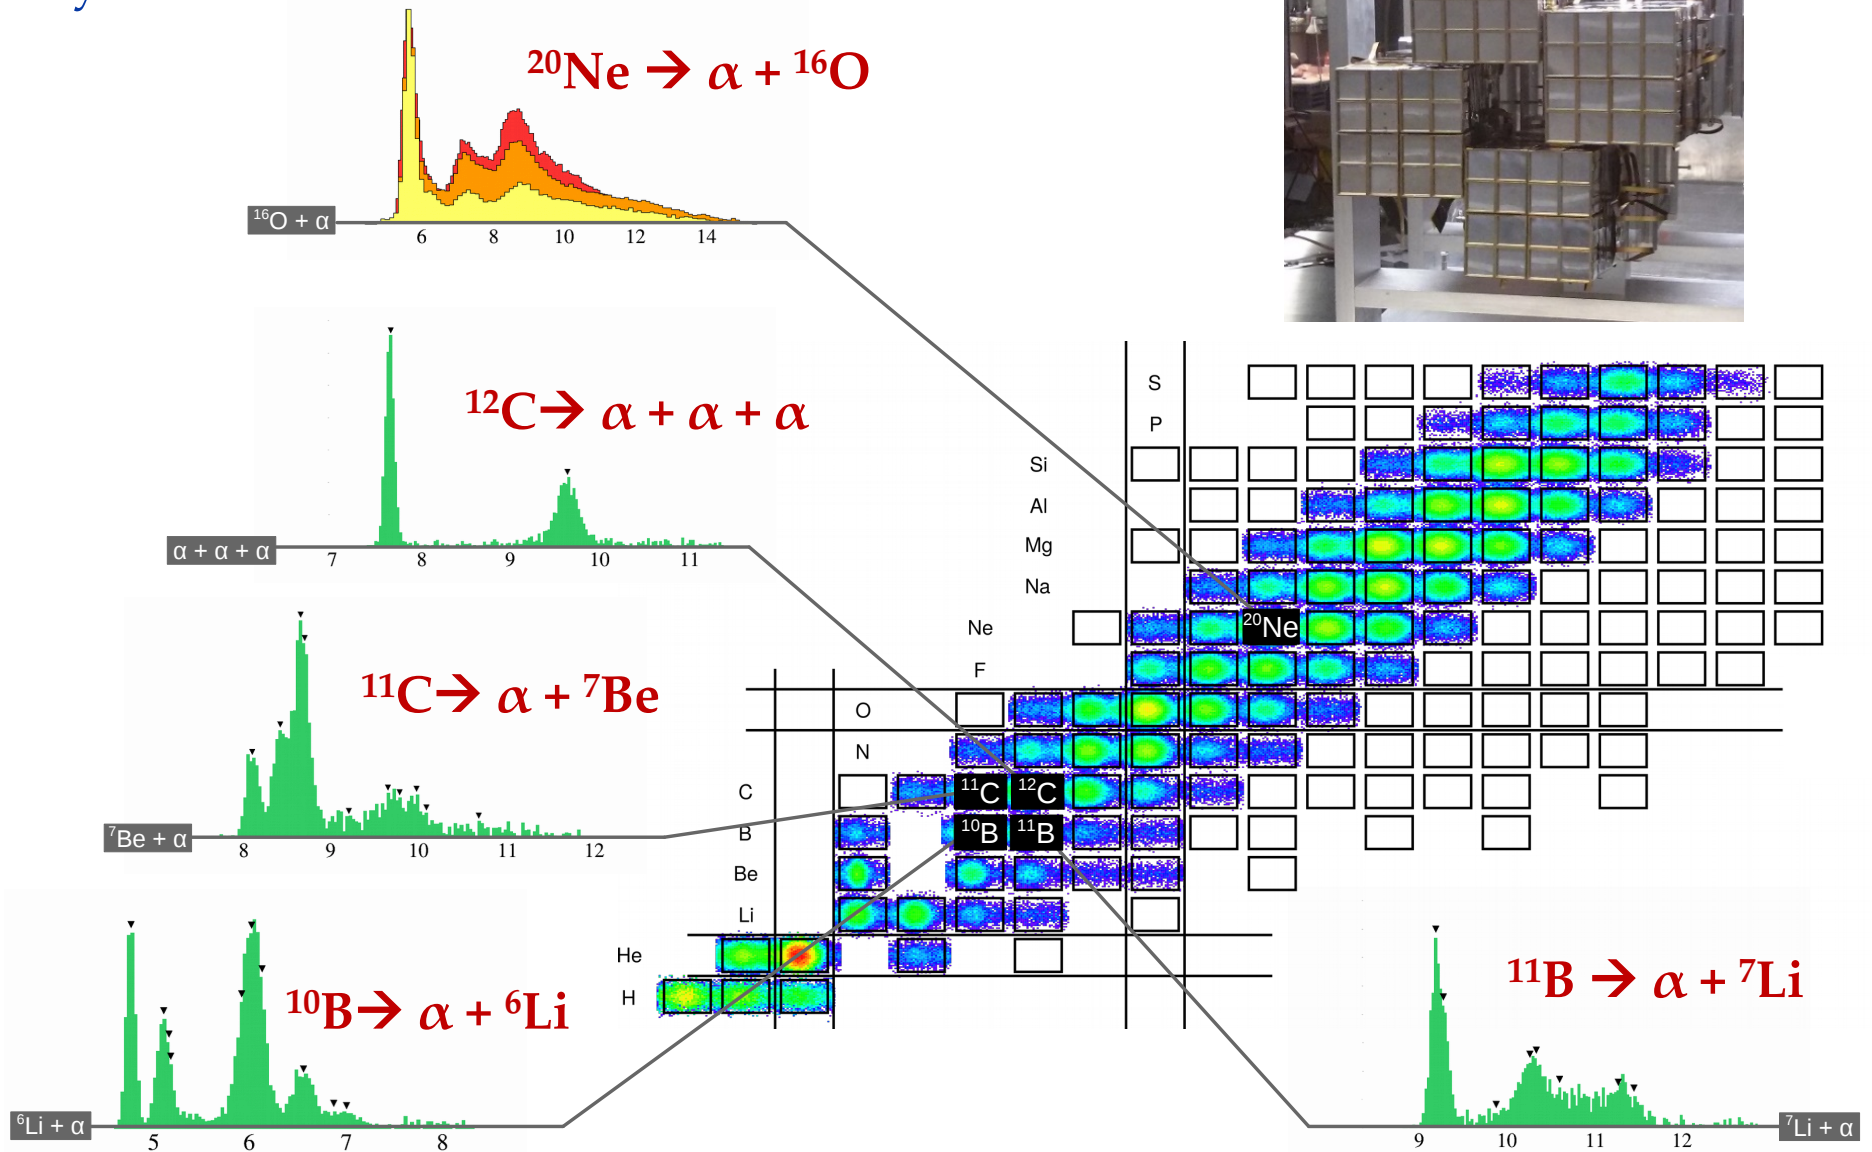 ²⁰Ne → α + ¹⁶O
¹⁶O + α
6 8 10 12 14
¹²C→ α + α + α
α + α + α
7 8 9 10 11
¹¹C→ α + ⁷Be
⁷Be + α
8 9 10 11 12
¹⁰B→ α + ⁶Li
⁶Li + α
5 6 7 8
S
P
Si
Al
Mg
Na
Ne
²⁰Ne
F
O
N
C
¹¹C ¹²C
B
¹⁰B ¹¹B
Be
Li
He
H
¹¹B → α + ⁷Li
9 10 11 12
⁷Li + α